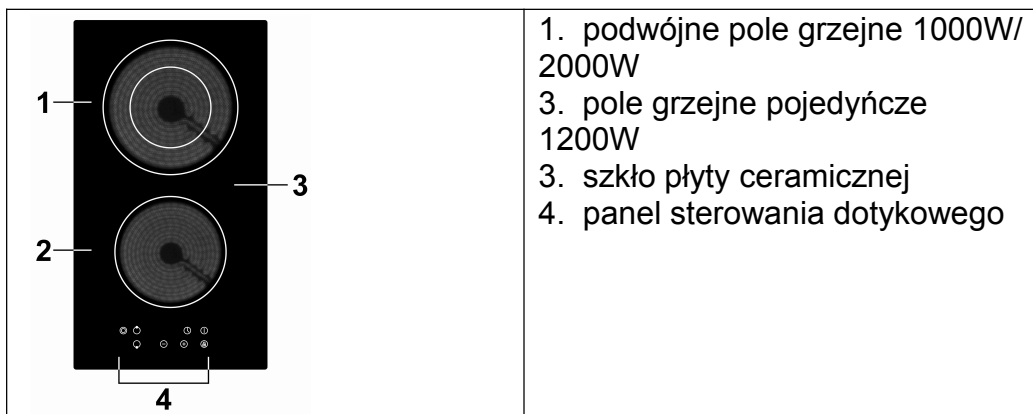 1
2
3
4
1. podwójne pole grzejne 1000W/
2000W
3. pole grzejne pojedyńcze
1200W
3. szkło płyty ceramicznej
4. panel sterowania dotykowego